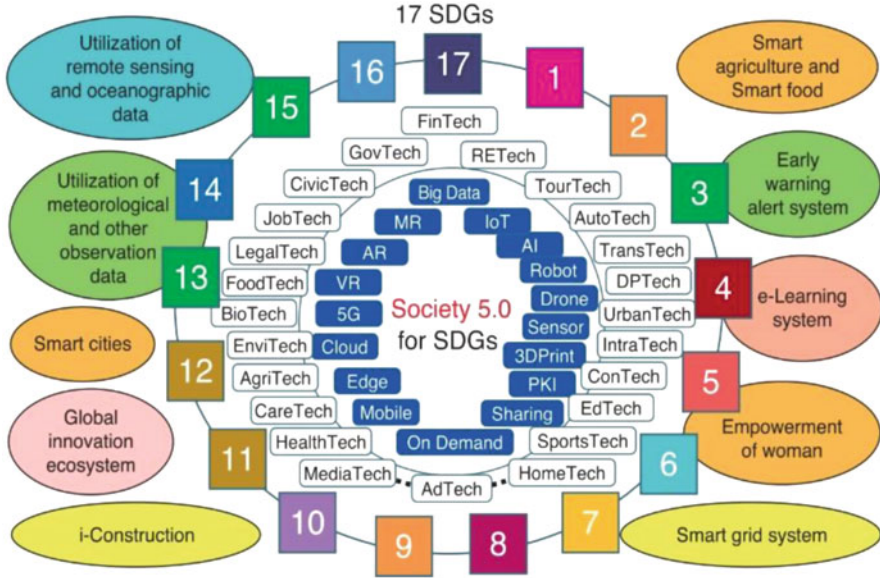 17 SDGs
Utilization of
remote sensing
and oceanographic
data
Utilization of
meteorological
and other
observation
data
Smart cities
Global
innovation
ecosystem
i-Construction
Smart
agriculture and
Smart food
Early
warning
alert system
e-Learning
system
Empowerment
of woman
Smart grid system
17
1
2
3
4
5
6
7
8
9
10
11
12
13
14
15
16
FinTech
RETech
TourTech
AutoTech
TransTech
DPTech
UrbanTech
IntraTech
ConTech
EdTech
SportsTech
HomeTech
AdTech
MediaTech
HealthTech
CareTech
AgriTech
EnviTech
BioTech
FoodTech
LegalTech
JobTech
CivicTech
GovTech
Big Data
IoT
AI
Robot
Drone
Sensor
3DPrint
PKI
Sharing
On Demand
Mobile
Edge
Cloud
5G
VR
AR
MR
Society 5.0
for SDGs